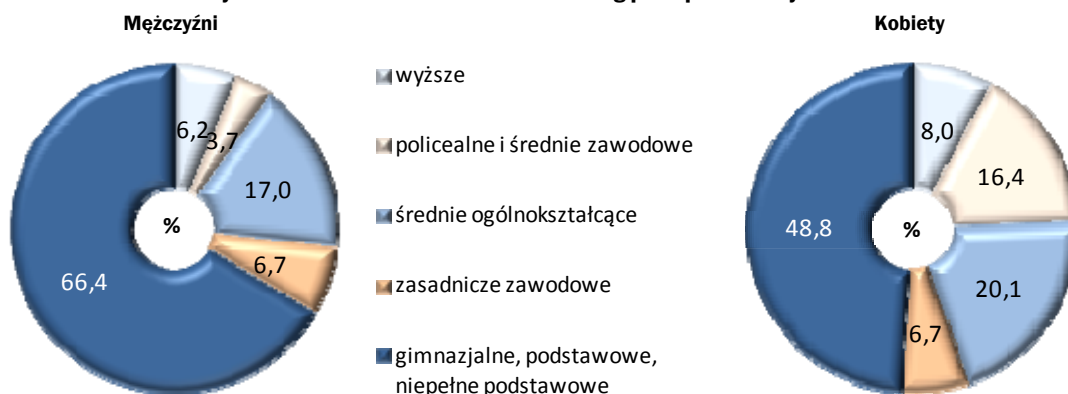 Mężczyźni
6,2
3,7
17,0
6,7
66,4
%
wyższe
policealne i średnie zawodowe
średnie ogólnokształcące
zasadnicze zawodowe
gimnazjalne, podstawowe,
niepełne podstawowe
Kobiety
8,0
16,4
20,1
6,7
48,8
%